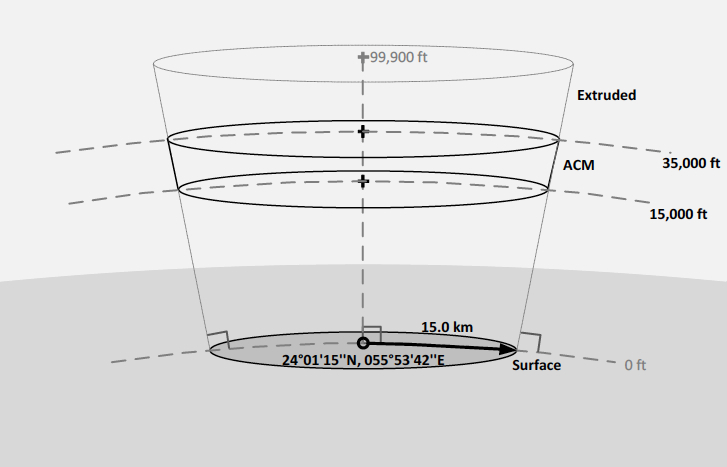 99,900 ft
Extruded
35,000 ft
ACM
15,000 ft
15.0 km
24°01'15''N, 055°53'42''E
Surface
0 ft